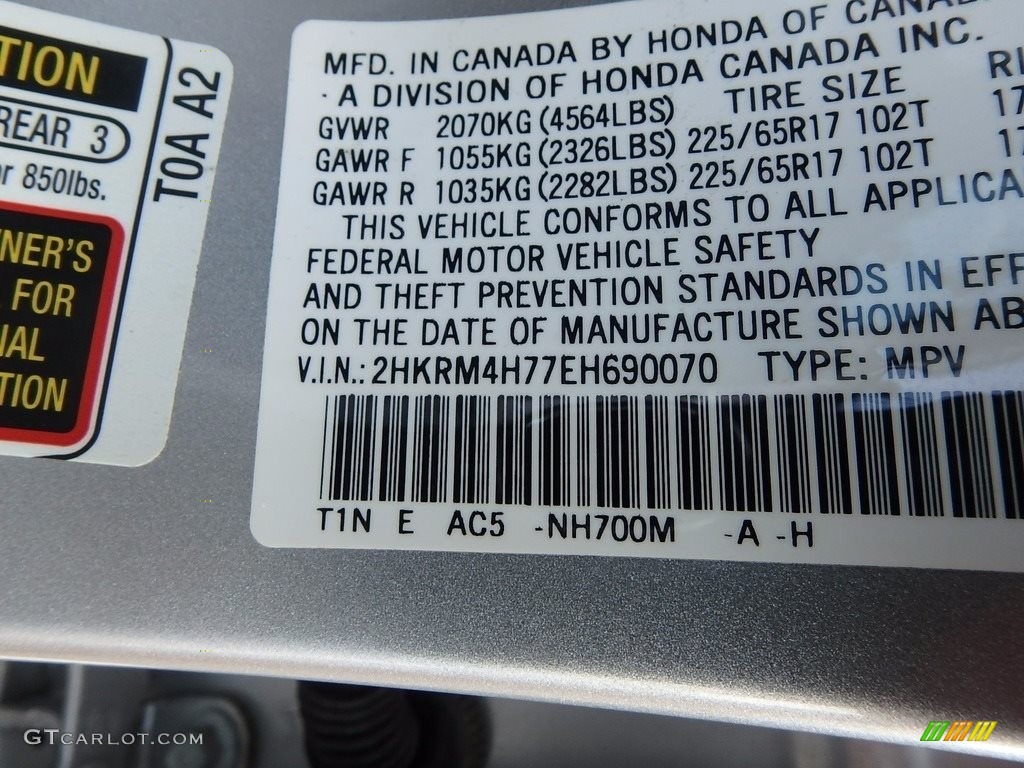 TION
REAR 3
850lbs.
NER'S
FOR
TION
T0A A2
MFD. IN CANADA BY HONDA OF
· A DIVISION OF HONDA CANADA INC.
TIRE SIZE
GVWR 2070KG (4564LBS)
GAWR F 1055KG (2326LBS) 225/65R17 102T 17
GAWR R 1035KG (2282LBS) 225/65R17 102T
THIS VEHICLE CONFORMS TO ALL APPLICA
FEDERAL MOTOR VEHICLE SAFETY
AND THEFT PREVENTION STANDARDS IN EFF
ON THE DATE OF MANUFACTURE SHOWN AB
V.I.N.: 2HKRM4H77EH690070 TYPE: MPV
T1N E AC5 -NH700M -A -H
GTCARLOT.COM